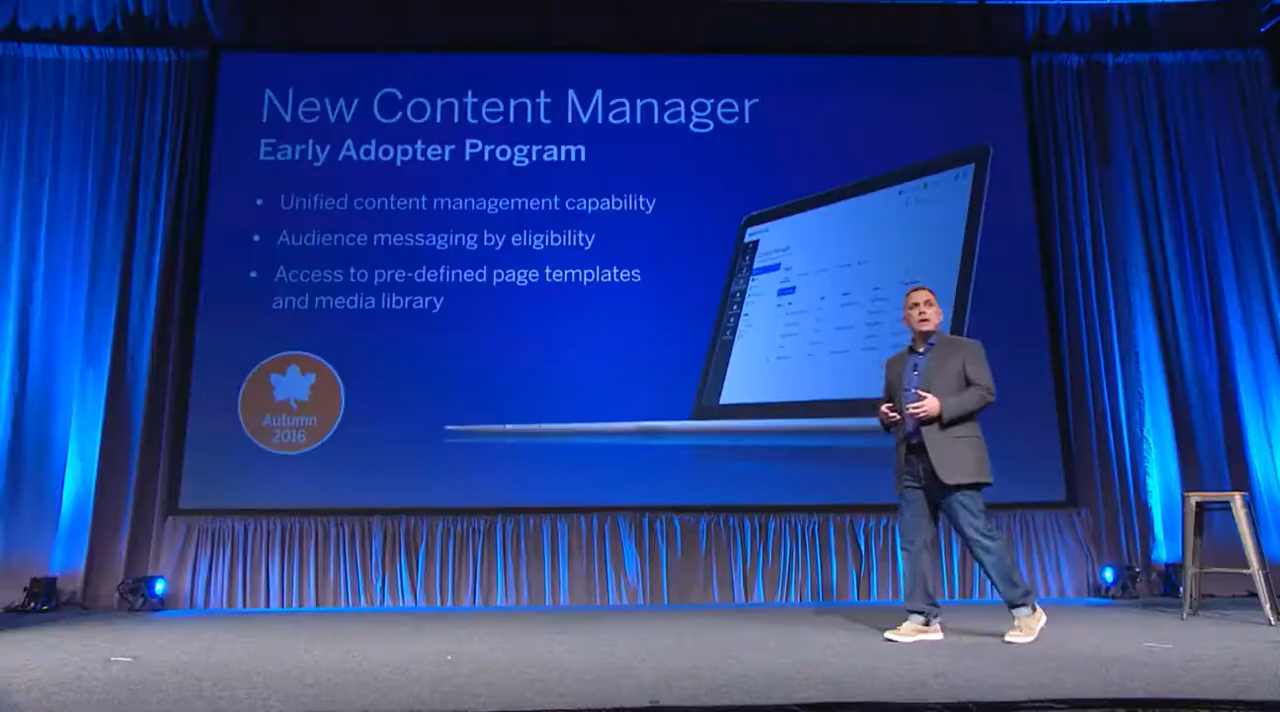 New Content Manager
Early Adopter Program
• Unified content management capability
• Audience messaging by eligibility
• Access to pre-defined page templates
and media library
Autumn
2016